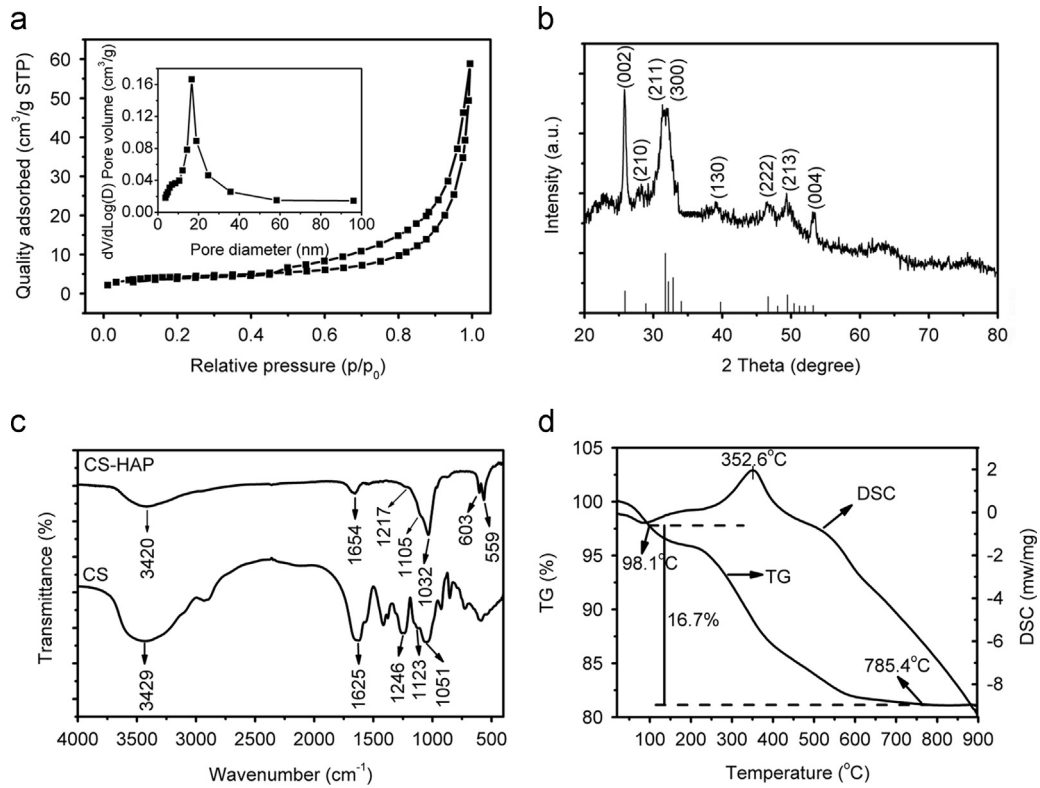 a
Quality adsorbed (cm³/g STP)
60
50
40
30
20
10
0
0.0 0.2 0.4 0.6 0.8 1.0
Relative pressure (p/p₀)
dV/dLog(D) Pore volume (cm³/g)
0.16
0.12
0.08
0.04
0.00
0 20 40 60 80 100
Pore diameter (nm)
b
Intensity (a.u.)
(002)
(210)
(211)
(300)
(130)
(222)
(213)
(004)
20 30 40 50 60 70 80
2 Theta (degree)
c
Transmittance (%)
CS-HAP
3420
1654
1217
1105
1032
603
559
CS
3429
1625
1246
1123
1051
4000 3500 3000 2500 2000 1500 1000 500
Wavenumber (cm⁻¹)
d
TG (%)
105
100
95
90
85
80
352.6°C
DSC
98.1°C
TG
16.7%
785.4°C
2
0
-2
-4
-6
-8
DSC (mw/mg)
100 200 300 400 500 600 700 800 900
Temperature (°C)